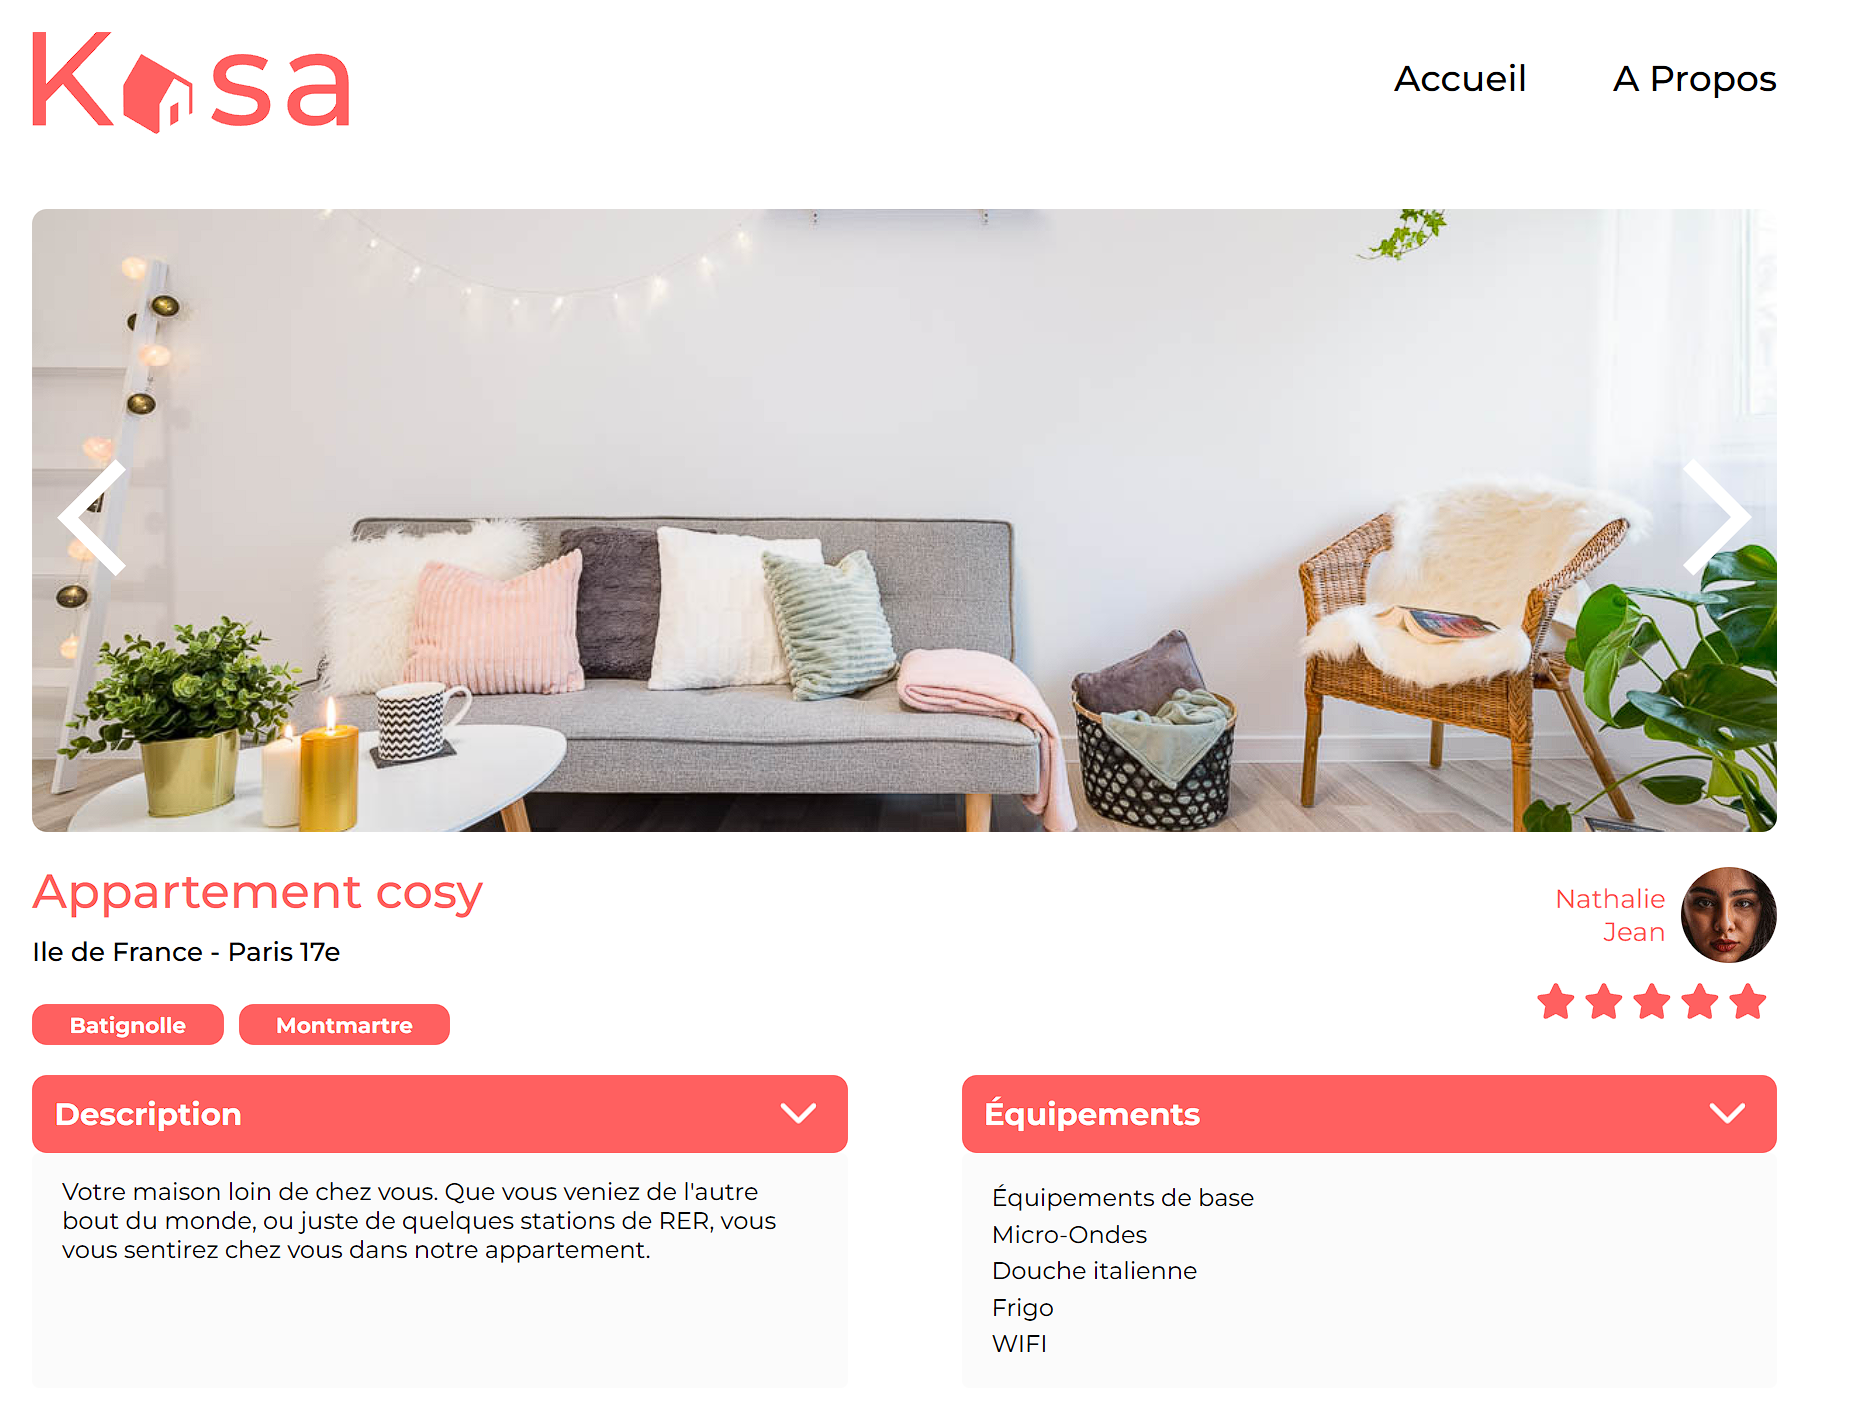 Kasa
Accueil
A Propos
Appartement cosy
Ile de France - Paris 17e
Batignolle
Montmartre
Nathalie
Jean
Description
Votre maison loin de chez vous. Que vous veniez de l'autre
bout du monde, ou juste de quelques stations de RER, vous
vous sentirez chez vous dans notre appartement.
Équipements
Équipements de base
Micro-Ondes
Douche italienne
Frigo
WIFI